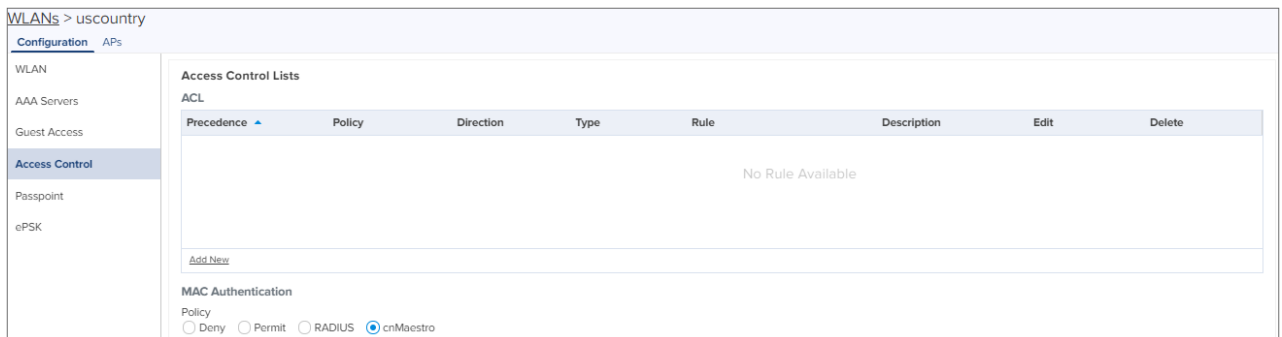 WLANs > uscountry
Configuration APs
WLAN
AAA Servers
Guest Access
Access Control
Passpoint
ePSK
Access Control Lists
ACL
Precedence Policy Direction Type Rule Description Edit Delete
No Rule Available
Add New
MAC Authentication
Policy
Deny Permit RADIUS cnMaestro